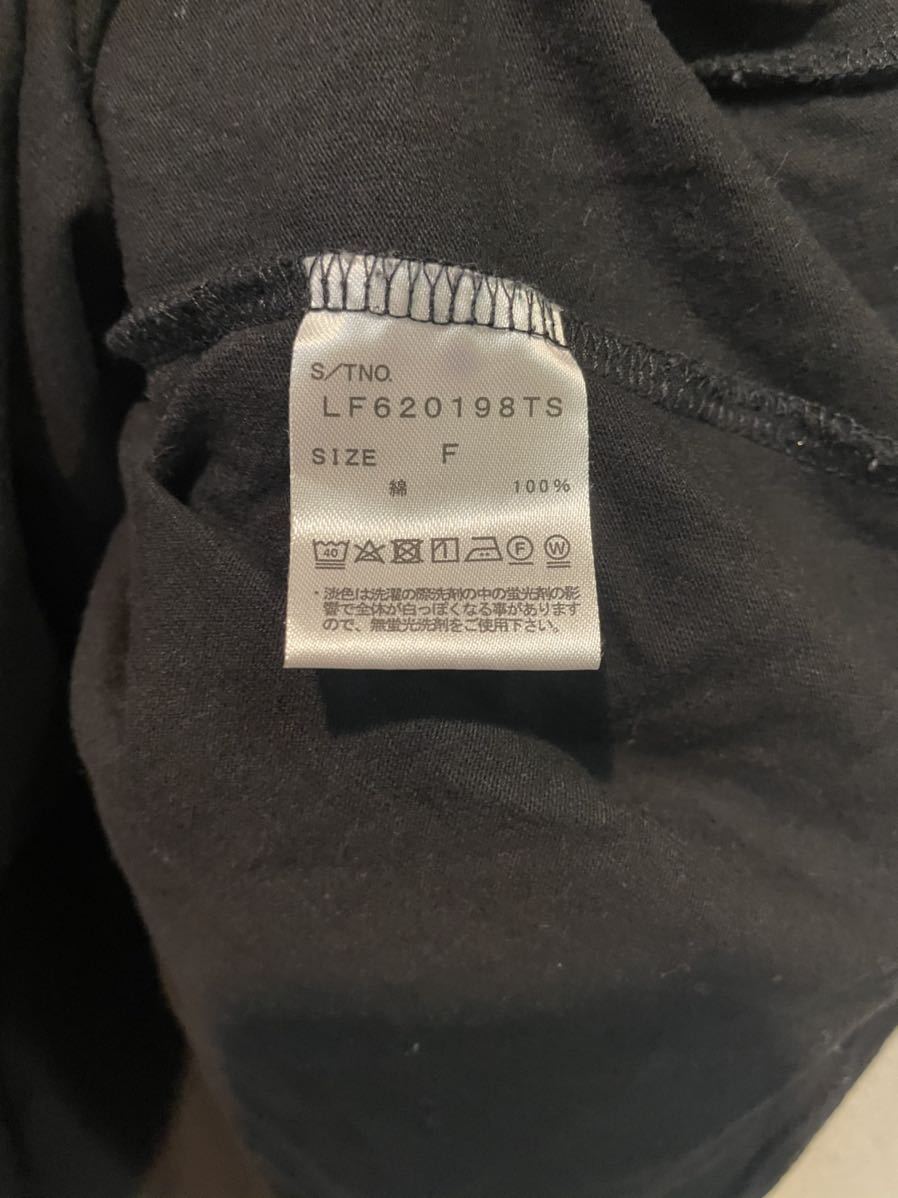 S/TNO.
LF620198TS
SIZE F
綿 100%
40 F W
・淡色は洗濯の際洗剤の中の蛍光剤の影
響で全体が白っぽくなる事があります
ので、無蛍光洗剤をご使用下さい。